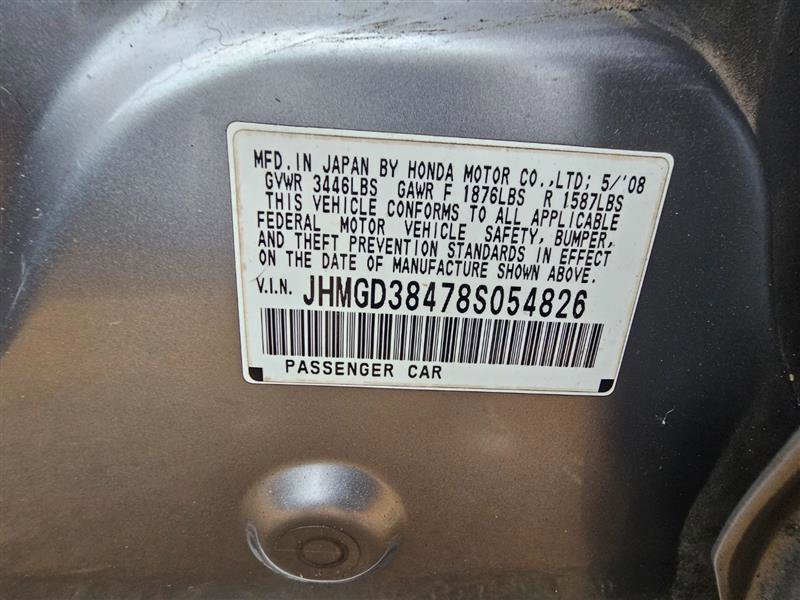 MFD. IN JAPAN BY HONDA MOTOR CO.,LTD; 5/'08
GVWR 3446LBS GAWR F 1876LBS R 1587LBS
THIS VEHICLE CONFORMS TO ALL APPLICABLE
FEDERAL MOTOR VEHICLE SAFETY, BUMPER,
AND THEFT PREVENTION STANDARDS IN EFFECT
ON THE DATE OF MANUFACTURE SHOWN ABOVE.
V.I.N. JHMGD38478S054826
PASSENGER CAR